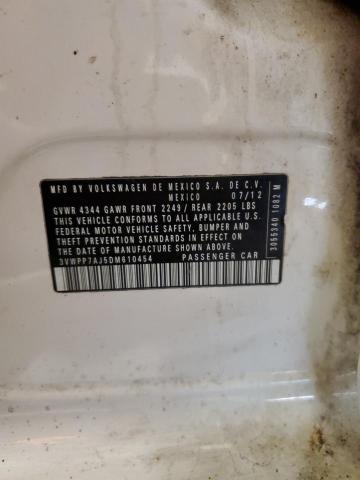 MFD BY VOLKSWAGEN DE MEXICO S.A. DE C.V.
MEXICO 07/12
GVWR 4344 GAWR FRONT 2249 / REAR 2205 LBS
THIS VEHICLE CONFORMS TO ALL APPLICABLE U.S.
FEDERAL MOTOR VEHICLE SAFETY, BUMPER AND
THEFT PREVENTION STANDARDS IN EFFECT ON
THE DATE OF MANUFACTURE SHOWN ABOVE.
3VWPP7AJ5DM610454 PASSENGER CAR
3055340 1082 M